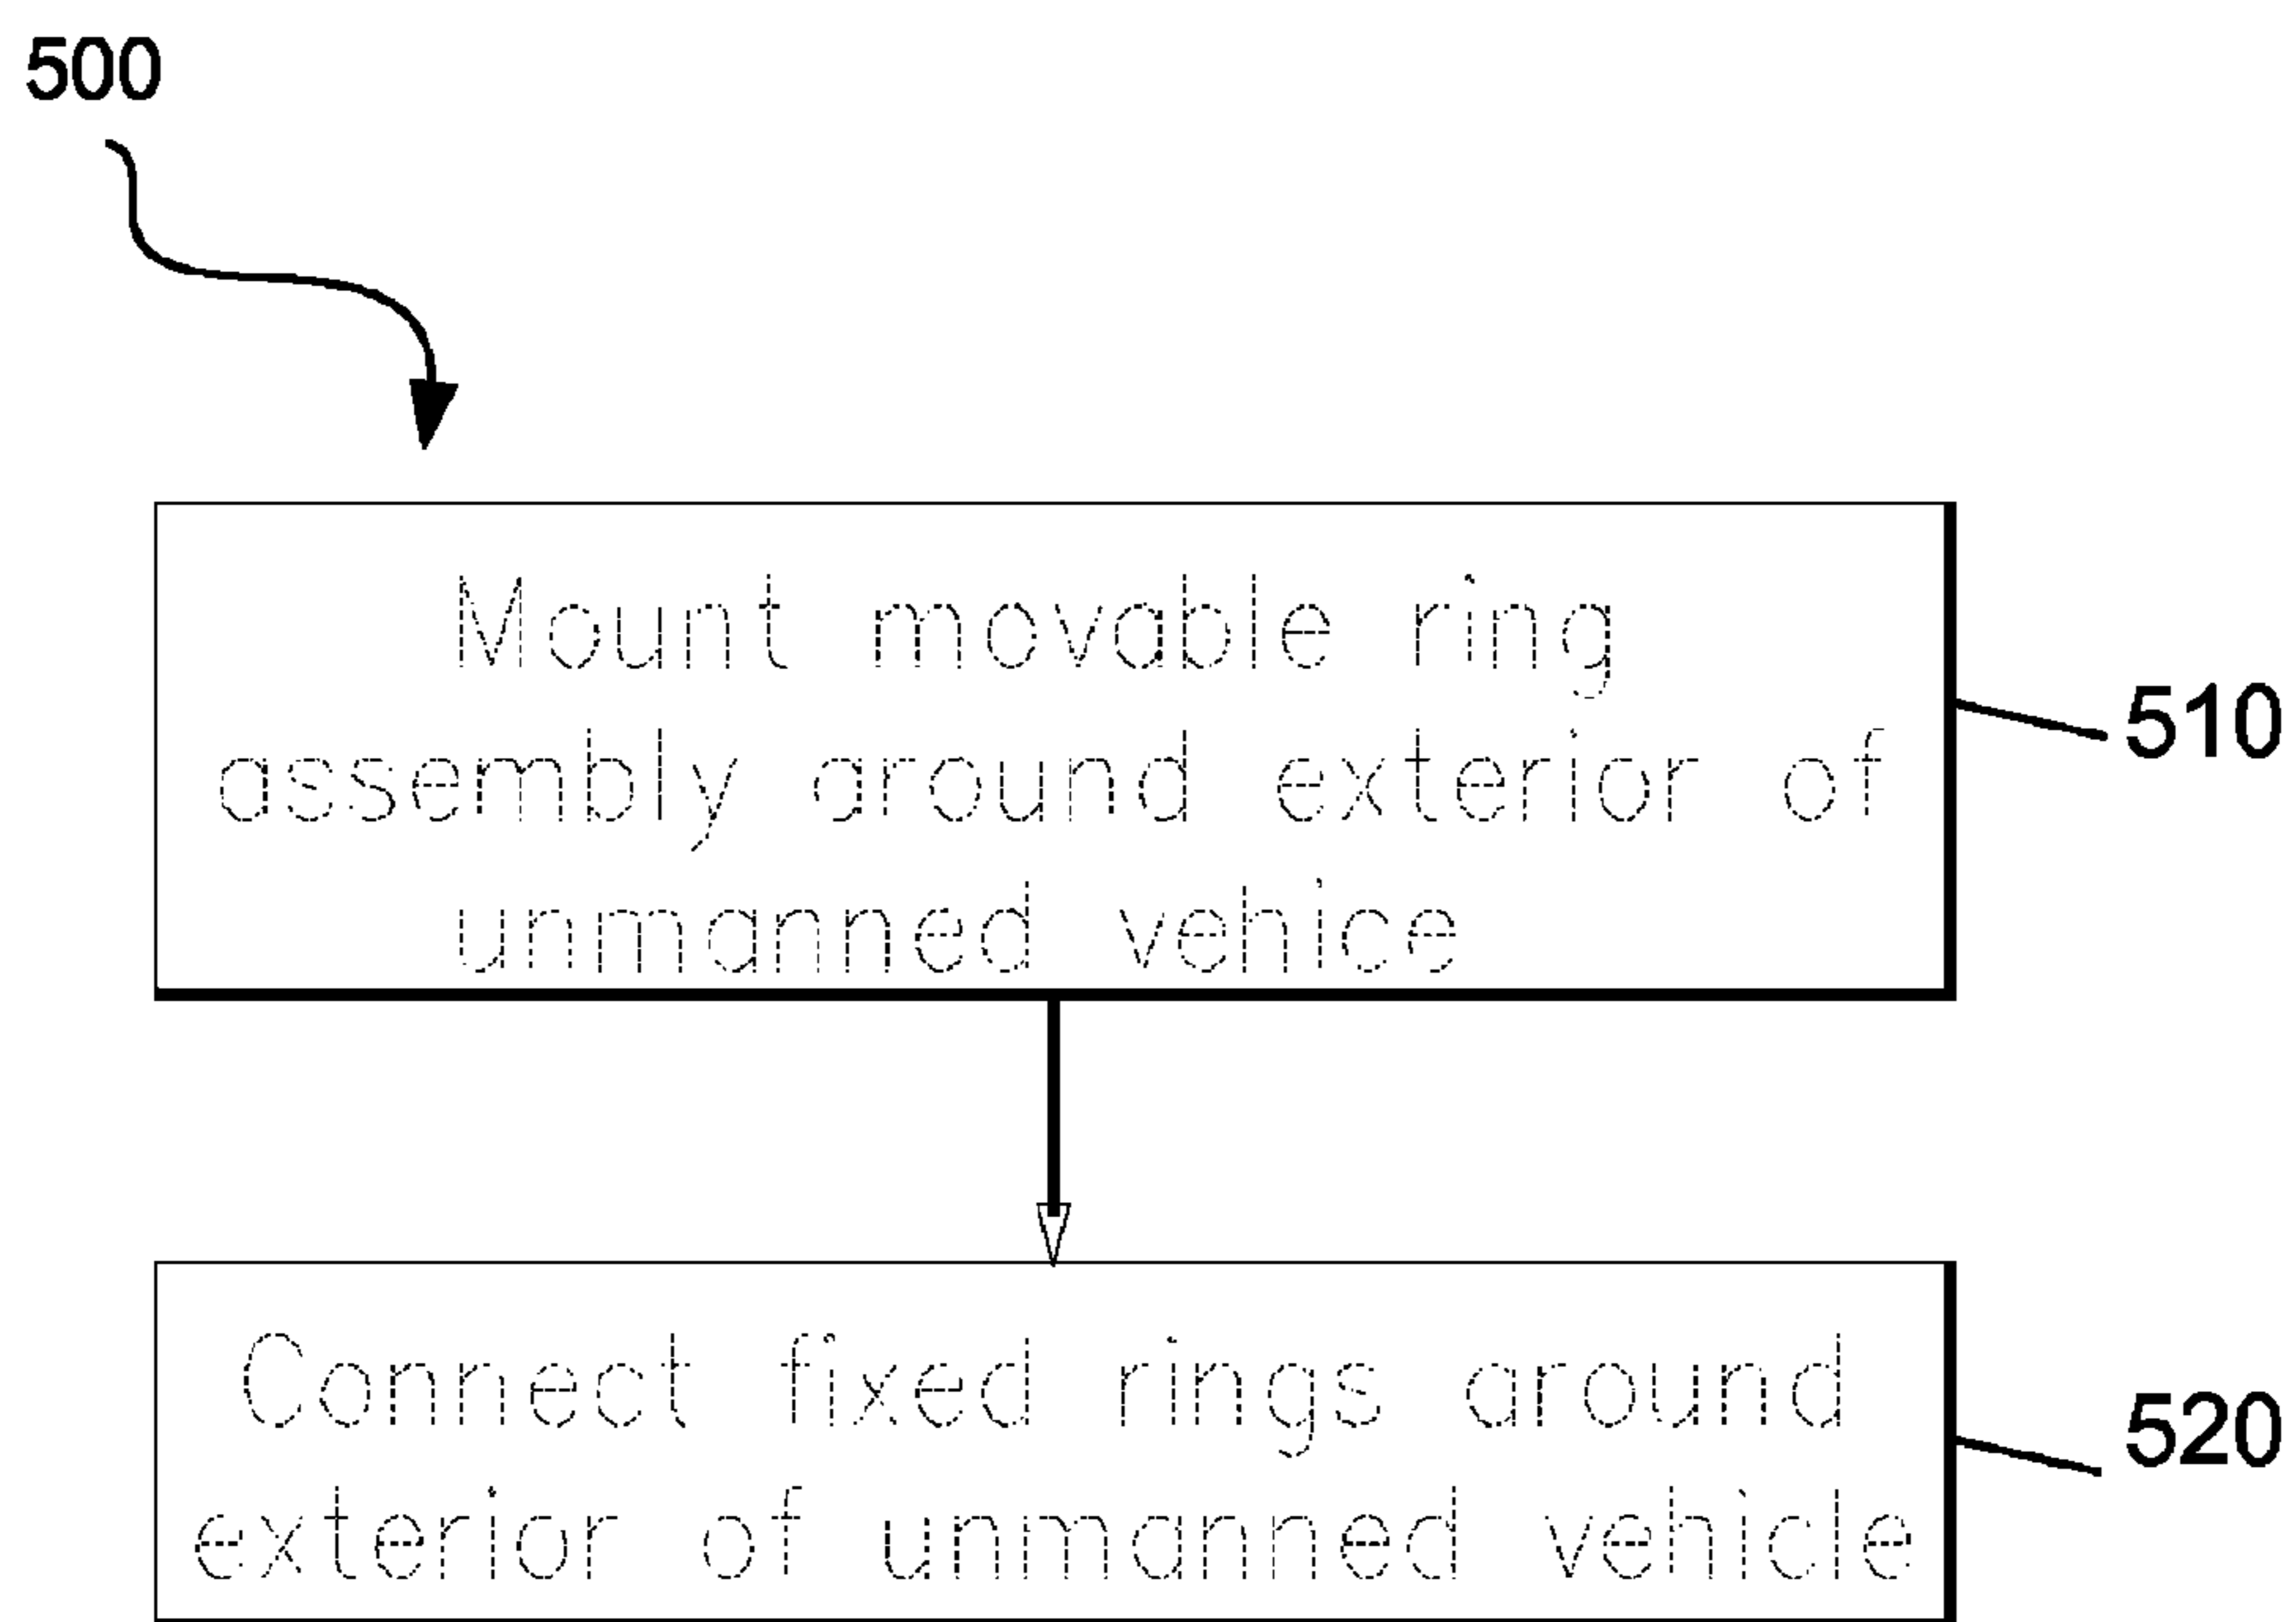 500
Mount movable ring
assembly around exterior of
unmanned vehice
510
Connect fixed rings around
exterior of unmanned vehicle
520